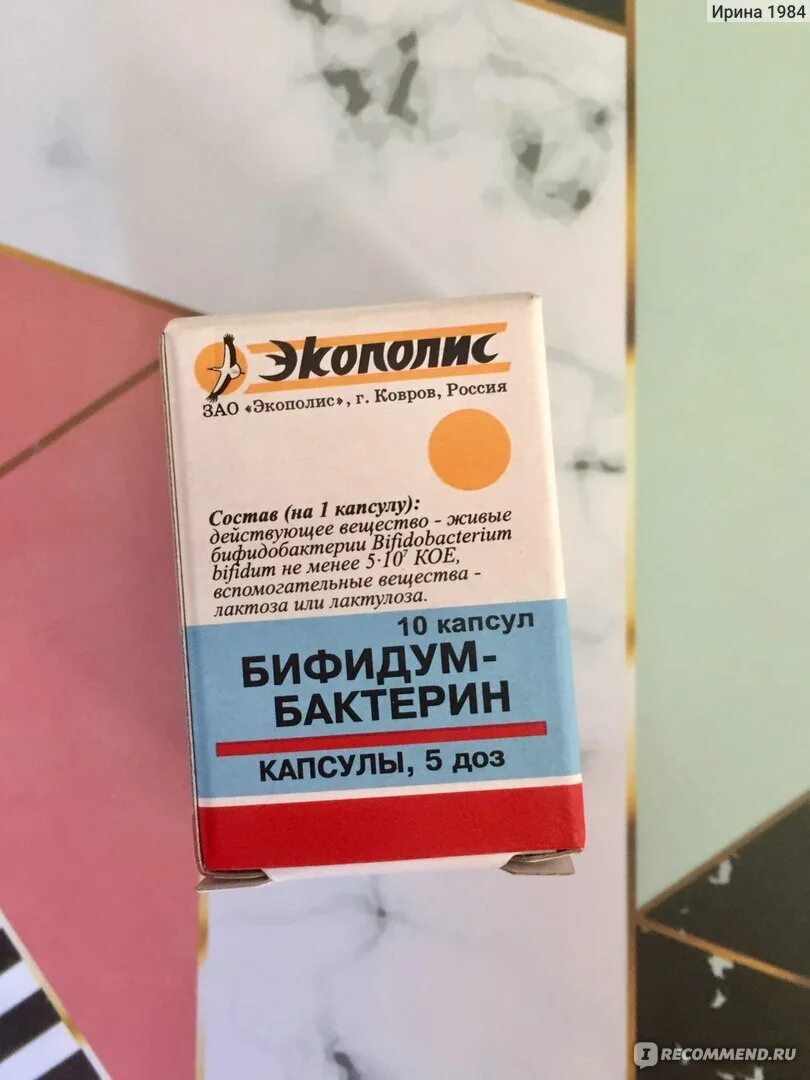 Ирина 1984
Экополис
ЗАО «Экополис», г. Ковров, Россия
Состав (на 1 капсулу):
действующее вещество - живые
бифидобактерии Bifidobacterium
bifidum не менее 5·10⁷ КОЕ,
вспомогательные вещества -
лактоза или лактулоза.
10 капсул
БИФИДУМ-
БАКТЕРИН
КАПСУЛЫ, 5 доз
IRECOMMEND.RU